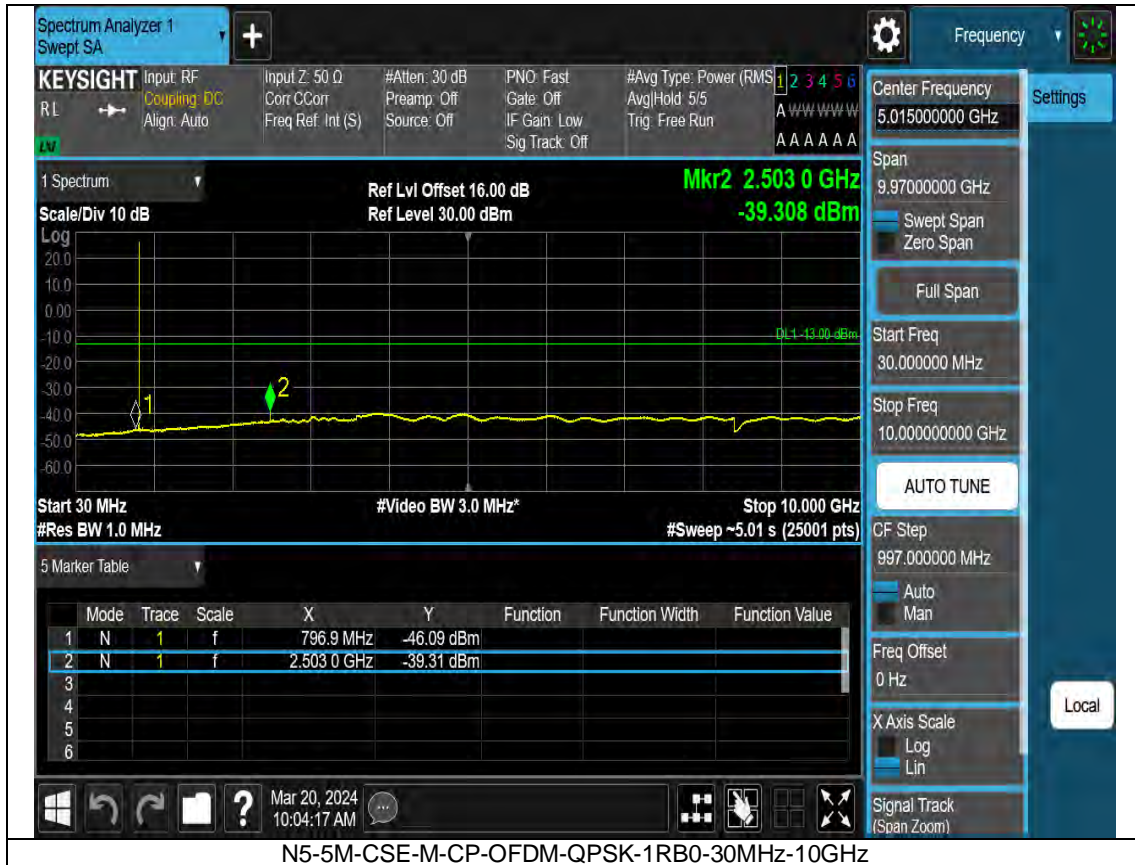 Spectrum Analyzer 1
Swept SA
+
Frequency
KEYSIGHT
RL
LXI
Input: RF
Coupling: DC
Align: Auto
Input Z: 50 Ω
Corr CCorr
Freq Ref: Int (S)
#Atten: 30 dB
Preamp: Off
Source: Off
PNO: Fast
Gate: Off
IF Gain: Low
Sig Track: Off
#Avg Type: Power (RMS
Avg|Hold: 5/5
Trig: Free Run
1 2 3 4 5 6
A W W W W W
A A A A A A
1 Spectrum
Scale/Div 10 dB
Ref Lvl Offset 16.00 dB
Ref Level 30.00 dBm
Mkr2 2.503 0 GHz
-39.308 dBm
Log
20.0
10.0
0.00
-10.0
-20.0
-30.0
-40.0
-50.0
-60.0
DL1 -13.00 dBm
1
2
Start 30 MHz
#Res BW 1.0 MHz
#Video BW 3.0 MHz*
Stop 10.000 GHz
#Sweep ~5.01 s (25001 pts)
5 Marker Table
Mode Trace Scale X Y Function Function Width Function Value
1 N 1 f 796.9 MHz -46.09 dBm
2 N 1 f 2.503 0 GHz -39.31 dBm
3
4
5
6
Center Frequency
5.015000000 GHz
Span
9.97000000 GHz
Swept Span
Zero Span
Full Span
Start Freq
30.000000 MHz
Stop Freq
10.000000000 GHz
AUTO TUNE
CF Step
997.000000 MHz
Auto
Man
Freq Offset
0 Hz
X Axis Scale
Log
Lin
Signal Track
(Span Zoom)
Settings
Local
?
Mar 20, 2024
10:04:17 AM
N5-5M-CSE-M-CP-OFDM-QPSK-1RB0-30MHz-10GHz